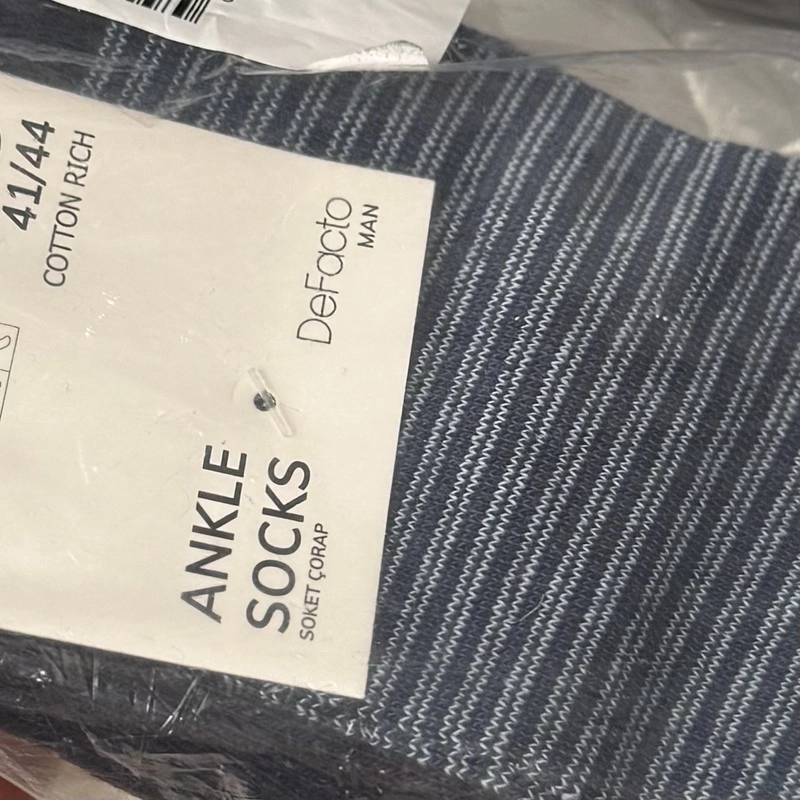 DeFacto
MAN
41/44
COTTON RICH
ANKLE
SOCKS
SOKET ÇORAP